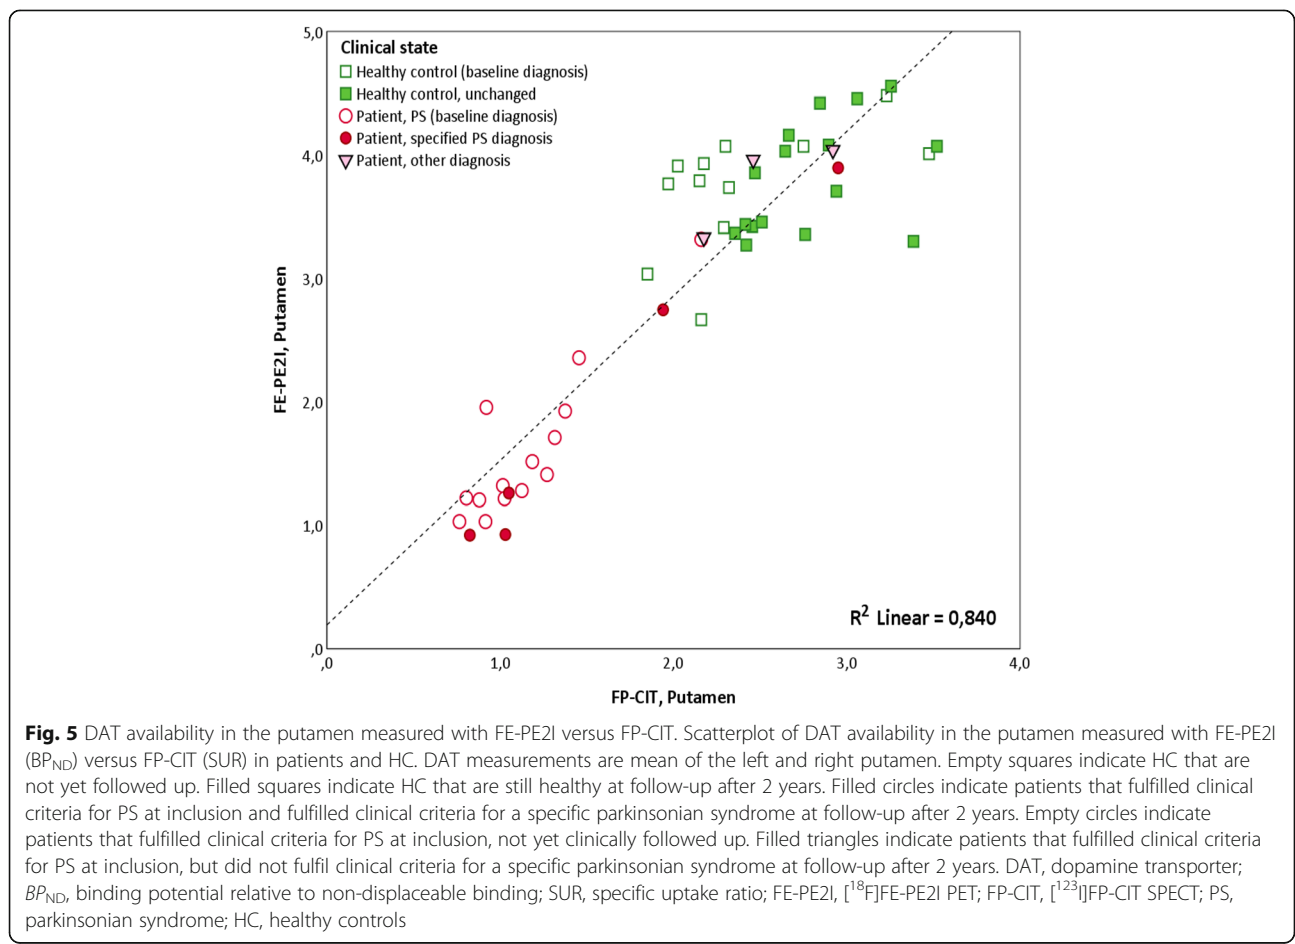 5,0
Clinical state
Healthy control (baseline diagnosis)
Healthy control, unchanged
Patient, PS (baseline diagnosis)
Patient, specified PS diagnosis
Patient, other diagnosis
4,0
3,0
2,0
1,0
,0
FE-PE2I, Putamen
R² Linear = 0,840
,0 1,0 2,0 3,0 4,0
FP-CIT, Putamen
Fig. 5 DAT availability in the putamen measured with FE-PE2I versus FP-CIT. Scatterplot of DAT availability in the putamen measured with FE-PE2I
(BPND) versus FP-CIT (SUR) in patients and HC. DAT measurements are mean of the left and right putamen. Empty squares indicate HC that are
not yet followed up. Filled squares indicate HC that are still healthy at follow-up after 2 years. Filled circles indicate patients that fulfilled clinical
criteria for PS at inclusion and fulfilled clinical criteria for a specific parkinsonian syndrome at follow-up after 2 years. Empty circles indicate
patients that fulfilled clinical criteria for PS at inclusion, not yet clinically followed up. Filled triangles indicate patients that fulfilled clinical criteria
for PS at inclusion, but did not fulfil clinical criteria for a specific parkinsonian syndrome at follow-up after 2 years. DAT, dopamine transporter;
BPND, binding potential relative to non-displaceable binding; SUR, specific uptake ratio; FE-PE2I, [¹⁸F]FE-PE2I PET; FP-CIT, [¹²³I]FP-CIT SPECT; PS,
parkinsonian syndrome; HC, healthy controls